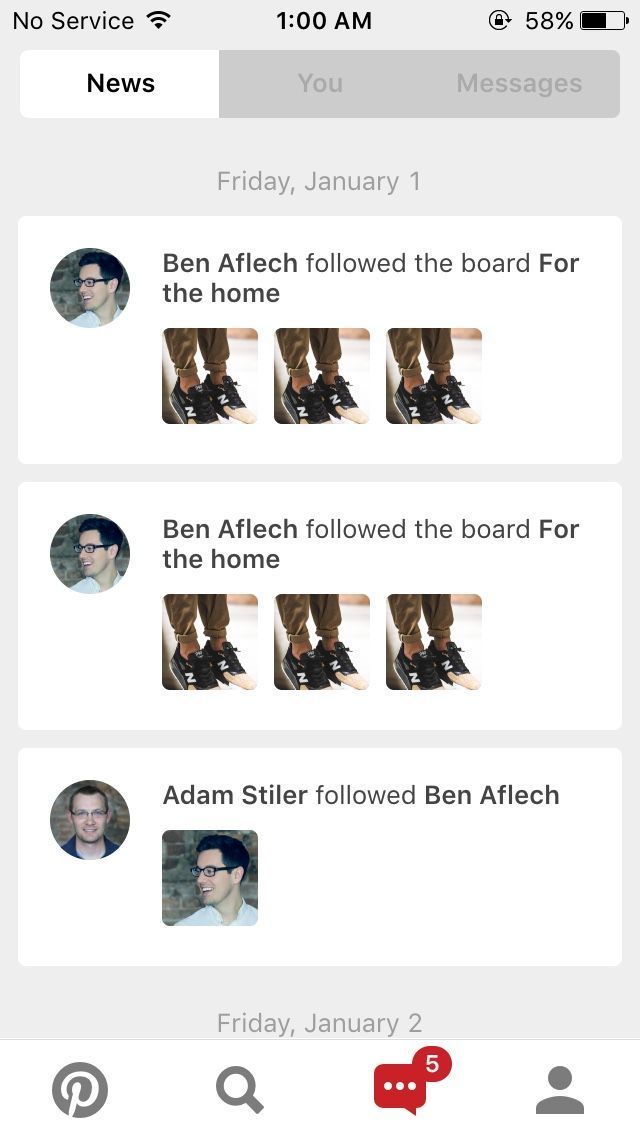 No Service 1:00 AM 58%
News You Messages
Friday, January 1
Ben Aflech followed the board For
the home
Ben Aflech followed the board For
the home
Adam Stiler followed Ben Aflech
Friday, January 2
5